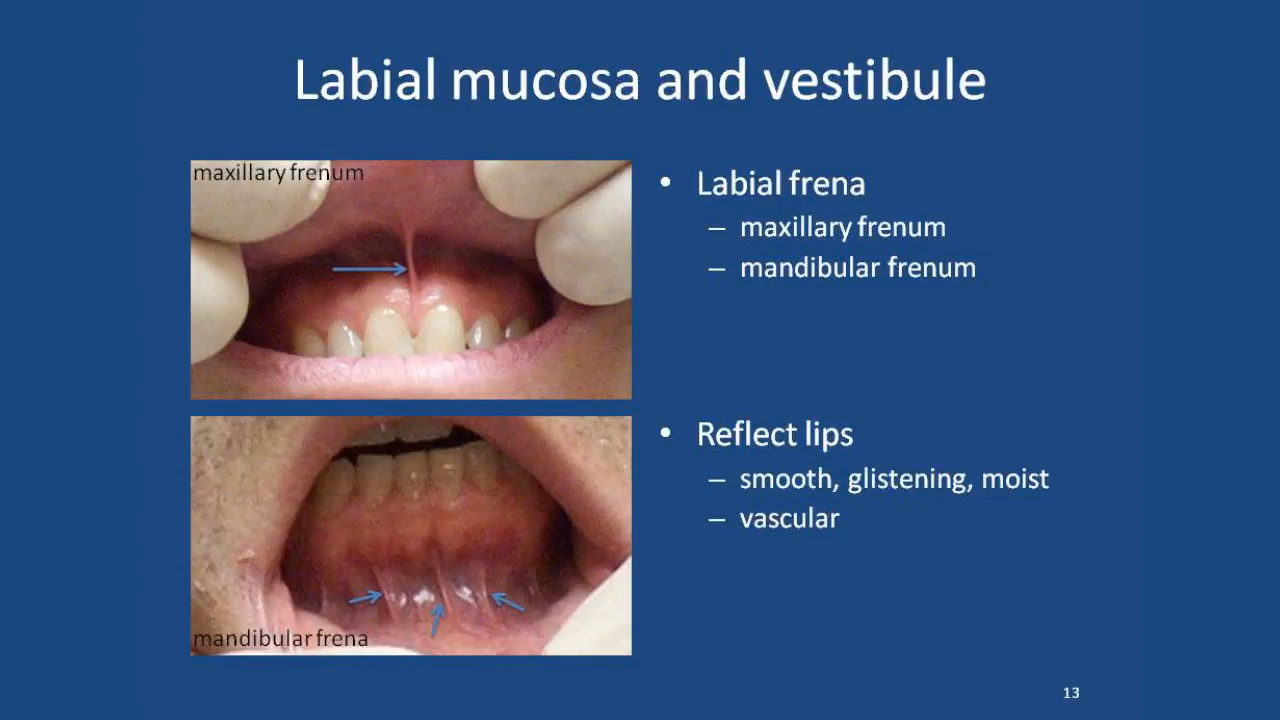 Labial mucosa and vestibule
maxillary frenum
mandibular frena
• Labial frena
– maxillary frenum
– mandibular frenum
• Reflect lips
– smooth, glistening, moist
– vascular
13